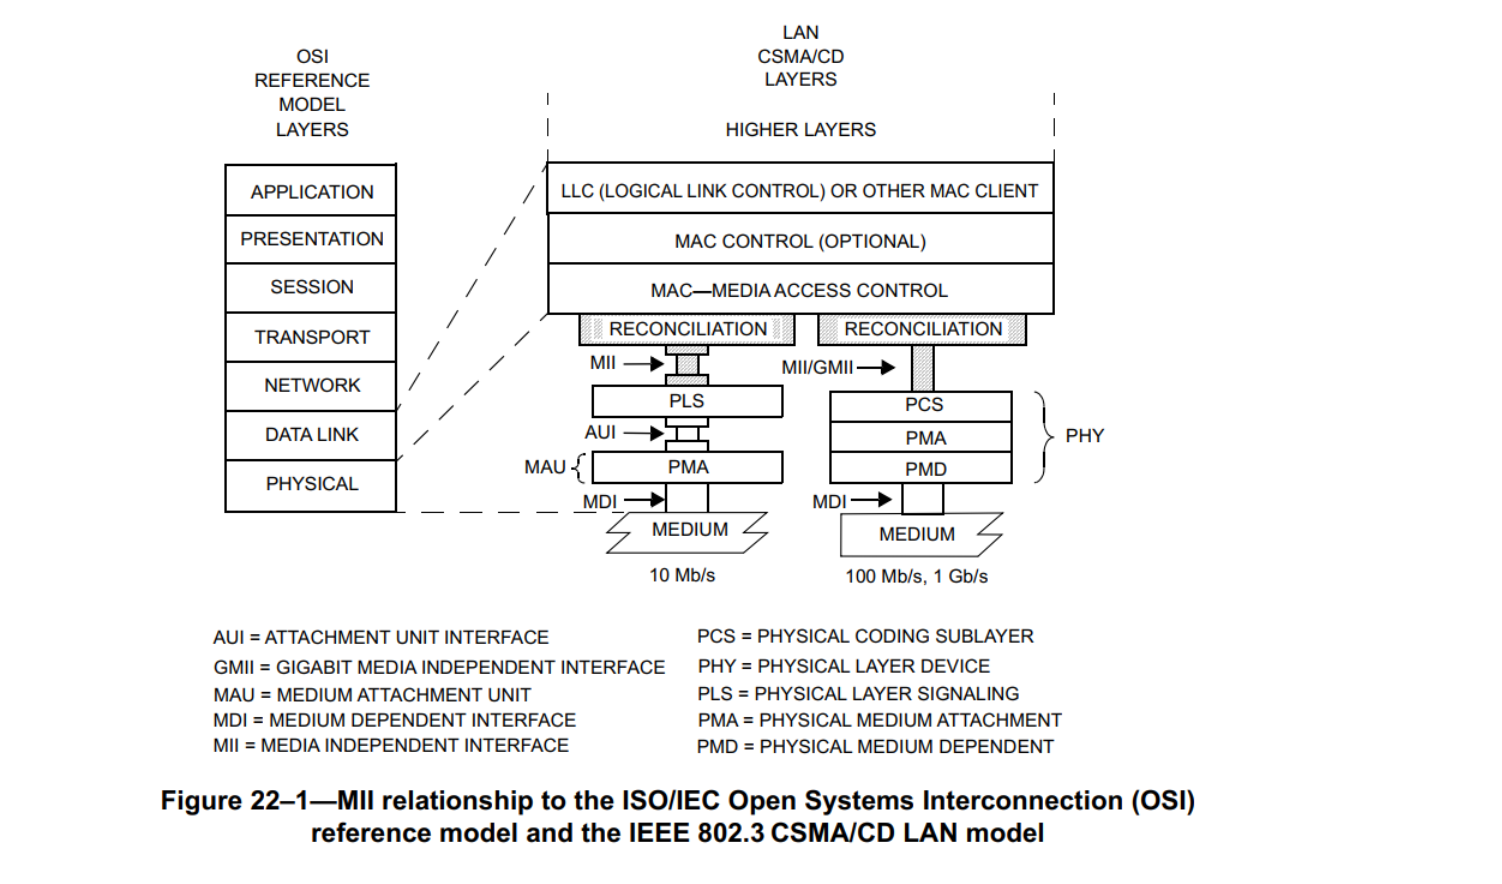 OSI
REFERENCE
MODEL
LAYERS
LAN
CSMA/CD
LAYERS
HIGHER LAYERS
APPLICATION
PRESENTATION
SESSION
TRANSPORT
NETWORK
DATA LINK
PHYSICAL
LLC (LOGICAL LINK CONTROL) OR OTHER MAC CLIENT
MAC CONTROL (OPTIONAL)
MAC—MEDIA ACCESS CONTROL
RECONCILIATION
MII
PLS
AUI
MAU
PMA
MDI
MEDIUM
10 Mb/s
RECONCILIATION
MII/GMII
PCS
PMA
PMD
PHY
MDI
MEDIUM
100 Mb/s, 1 Gb/s
AUI = ATTACHMENT UNIT INTERFACE
GMII = GIGABIT MEDIA INDEPENDENT INTERFACE
MAU = MEDIUM ATTACHMENT UNIT
MDI = MEDIUM DEPENDENT INTERFACE
MII = MEDIA INDEPENDENT INTERFACE
PCS = PHYSICAL CODING SUBLAYER
PHY = PHYSICAL LAYER DEVICE
PLS = PHYSICAL LAYER SIGNALING
PMA = PHYSICAL MEDIUM ATTACHMENT
PMD = PHYSICAL MEDIUM DEPENDENT
Figure 22–1—MII relationship to the ISO/IEC Open Systems Interconnection (OSI)
reference model and the IEEE 802.3 CSMA/CD LAN model